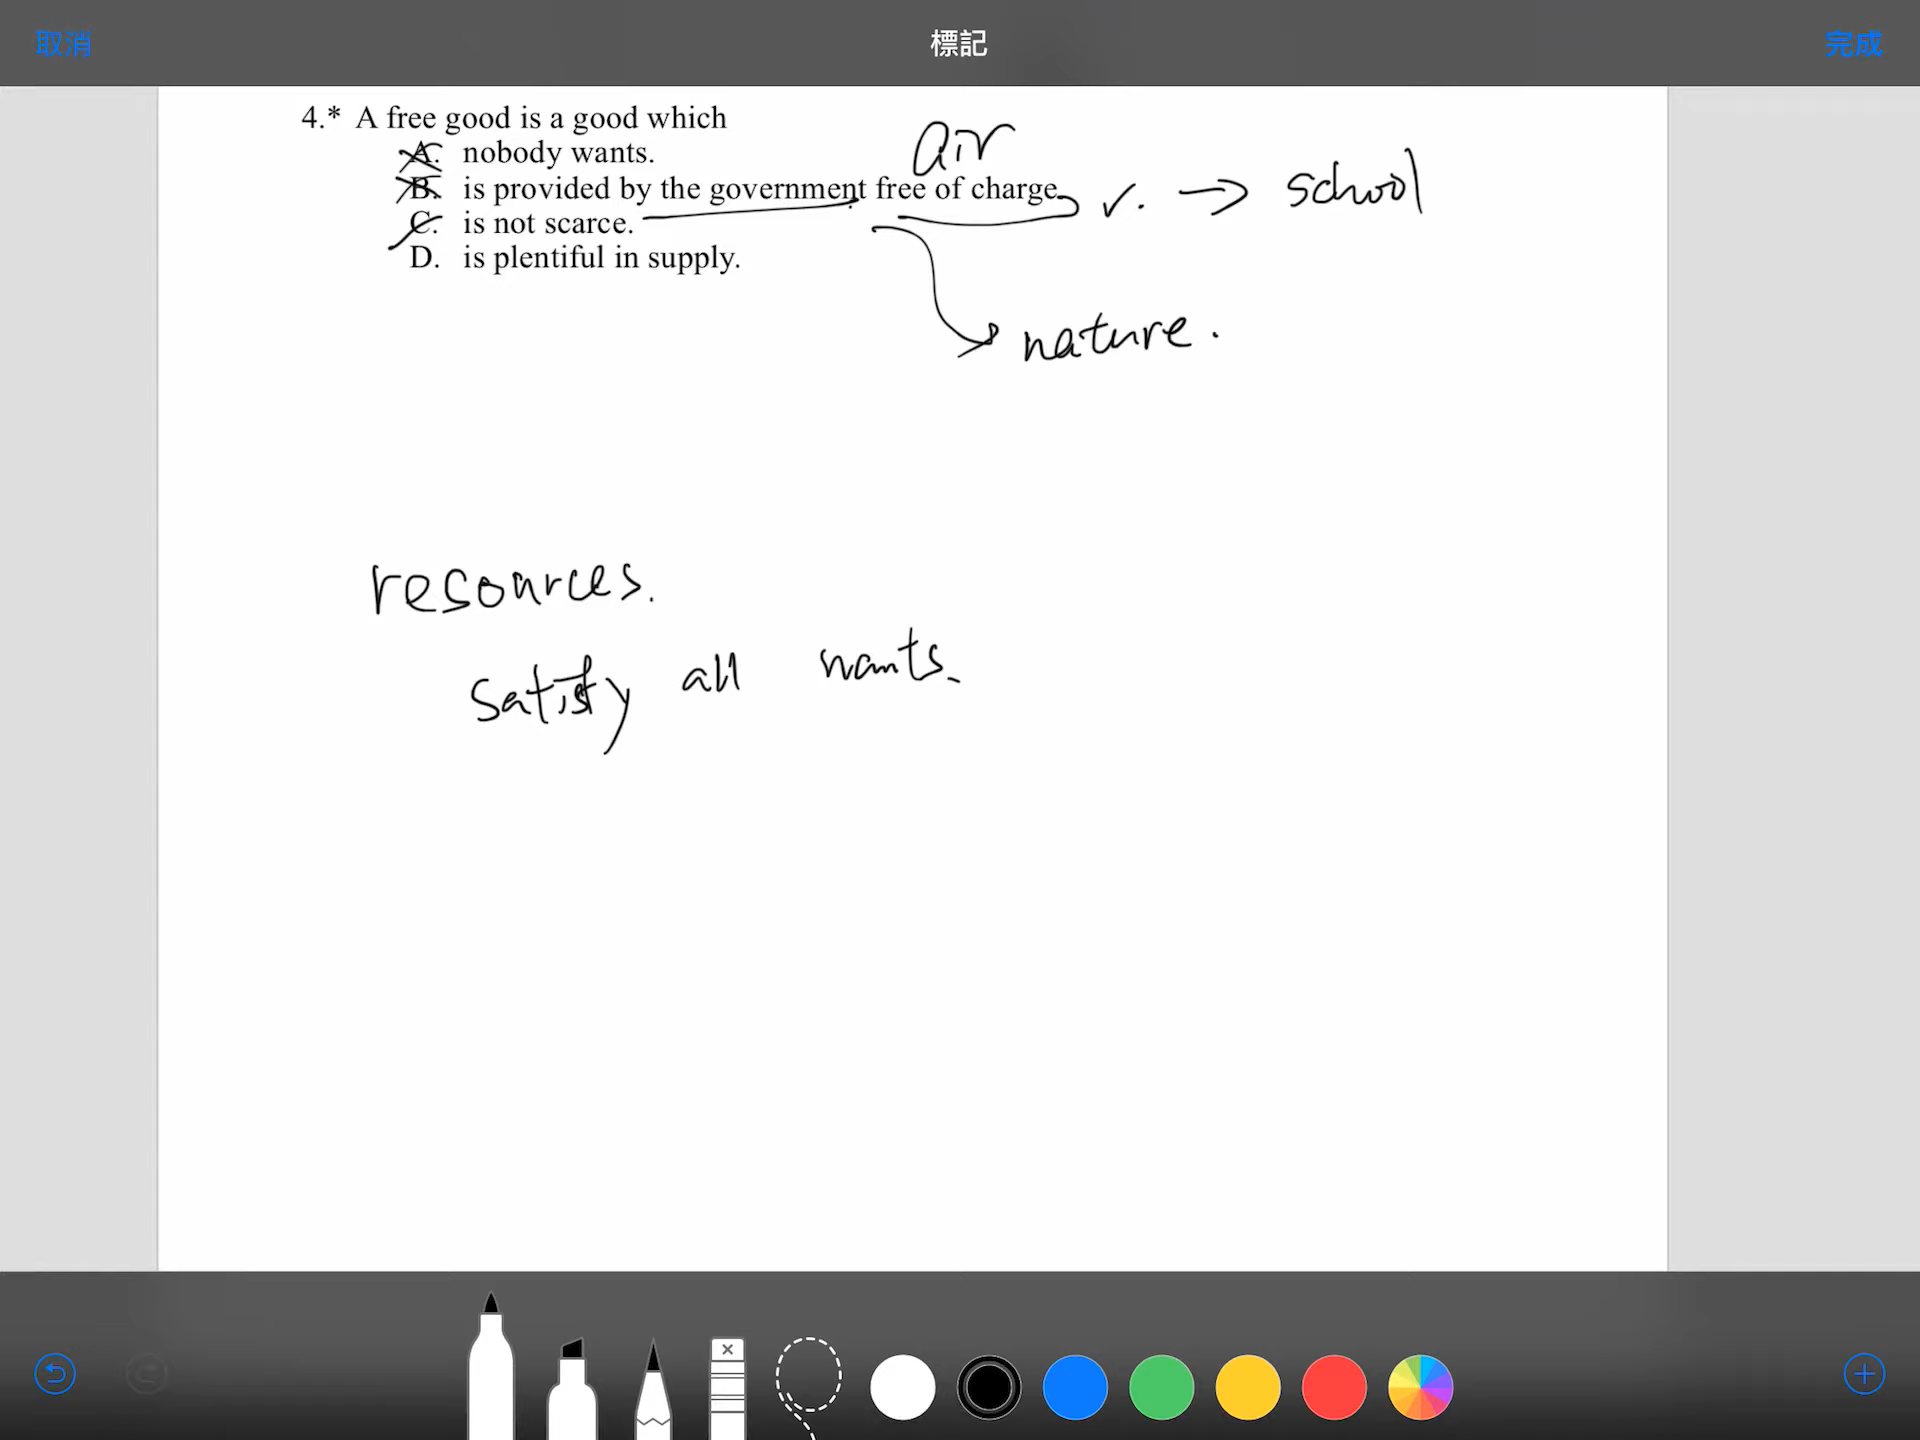 取消 標記 完成
4.* A free good is a good which
air
A. nobody wants.
B. is provided by the government free of charge. v. → school
C. is not scarce.
D. is plentiful in supply.
nature.
resources.
satisfy all wants.